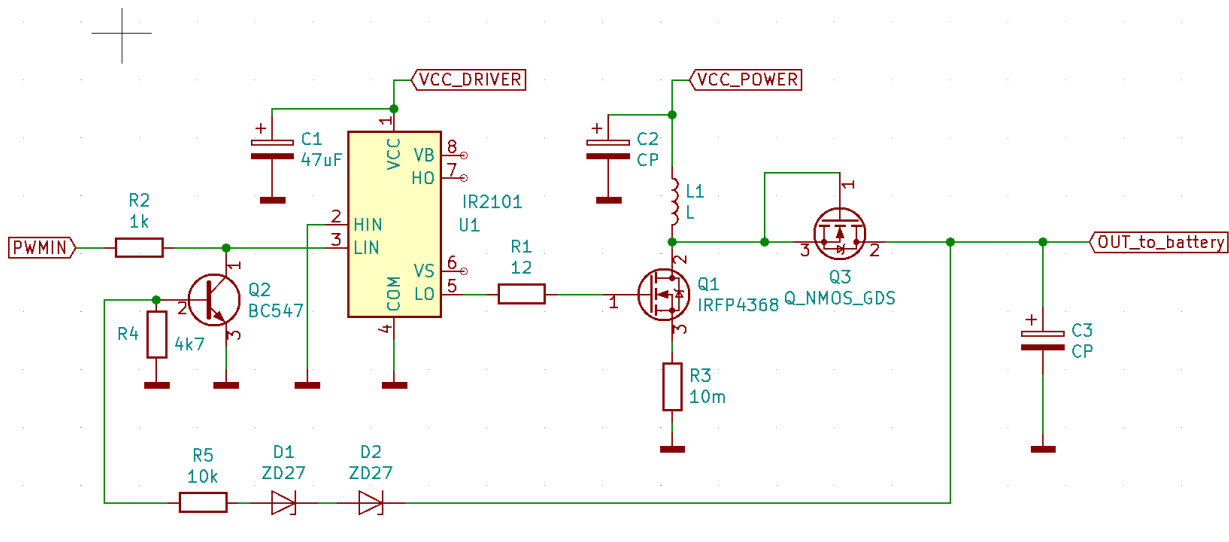 VCC_DRIVER
VCC_POWER
1
+
C1
47uF
VCC
VB
8
HO
7
+
C2
CP
IR2101
U1
L1
L
1
R2
1k
PWMIN
2
HIN
3
LIN
3
2
Q3
Q_NMOS_GDS
OUT_to_battery
1
Q2
BC547
2
3
VS
6
LO
5
COM
4
R1
12
2
Q1
IRFP4368
1
3
R4
4k7
R3
10m
+
C3
CP
R5
10k
D1
ZD27
D2
ZD27